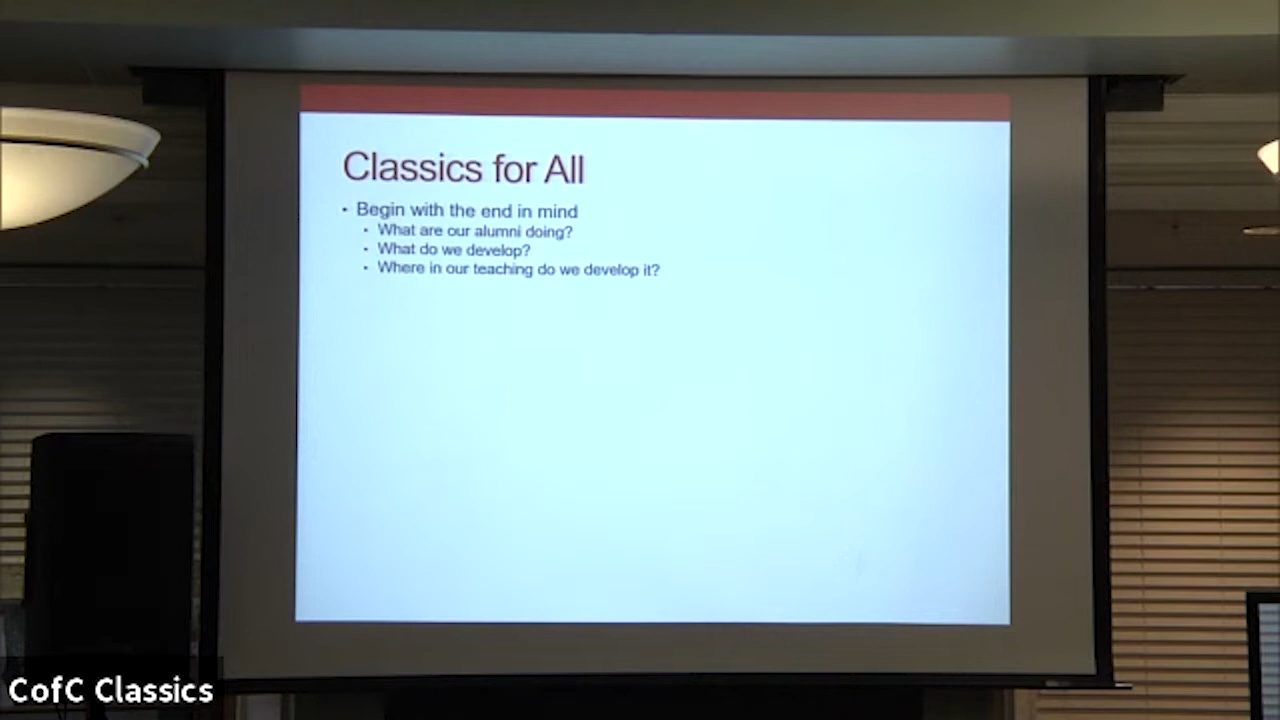 Classics for All
• Begin with the end in mind
• What are our alumni doing?
• What do we develop?
• Where in our teaching do we develop it?
CofC Classics